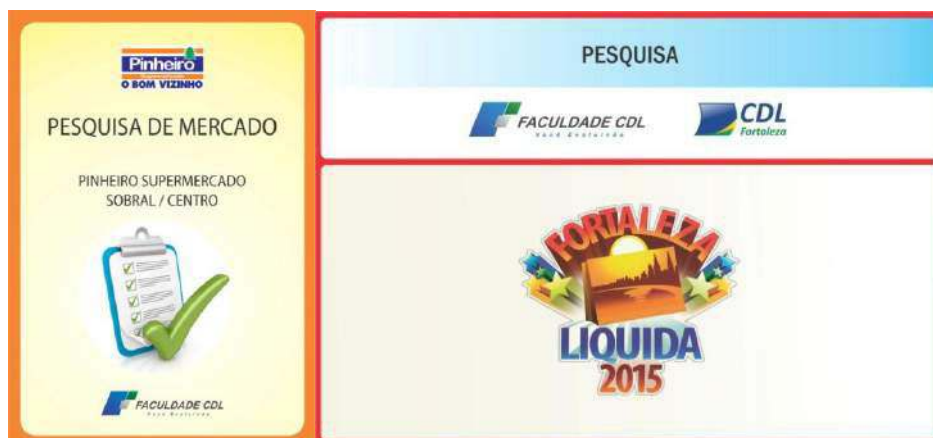 Pinheiro
Supermercado
O BOM VIZINHO
PESQUISA DE MERCADO
PINHEIRO SUPERMERCADO
SOBRAL / CENTRO
FACULDADE CDL
PESQUISA
FACULDADE CDL
CDL
Fortaleza
FORTALEZA
LIQUIDA
2015